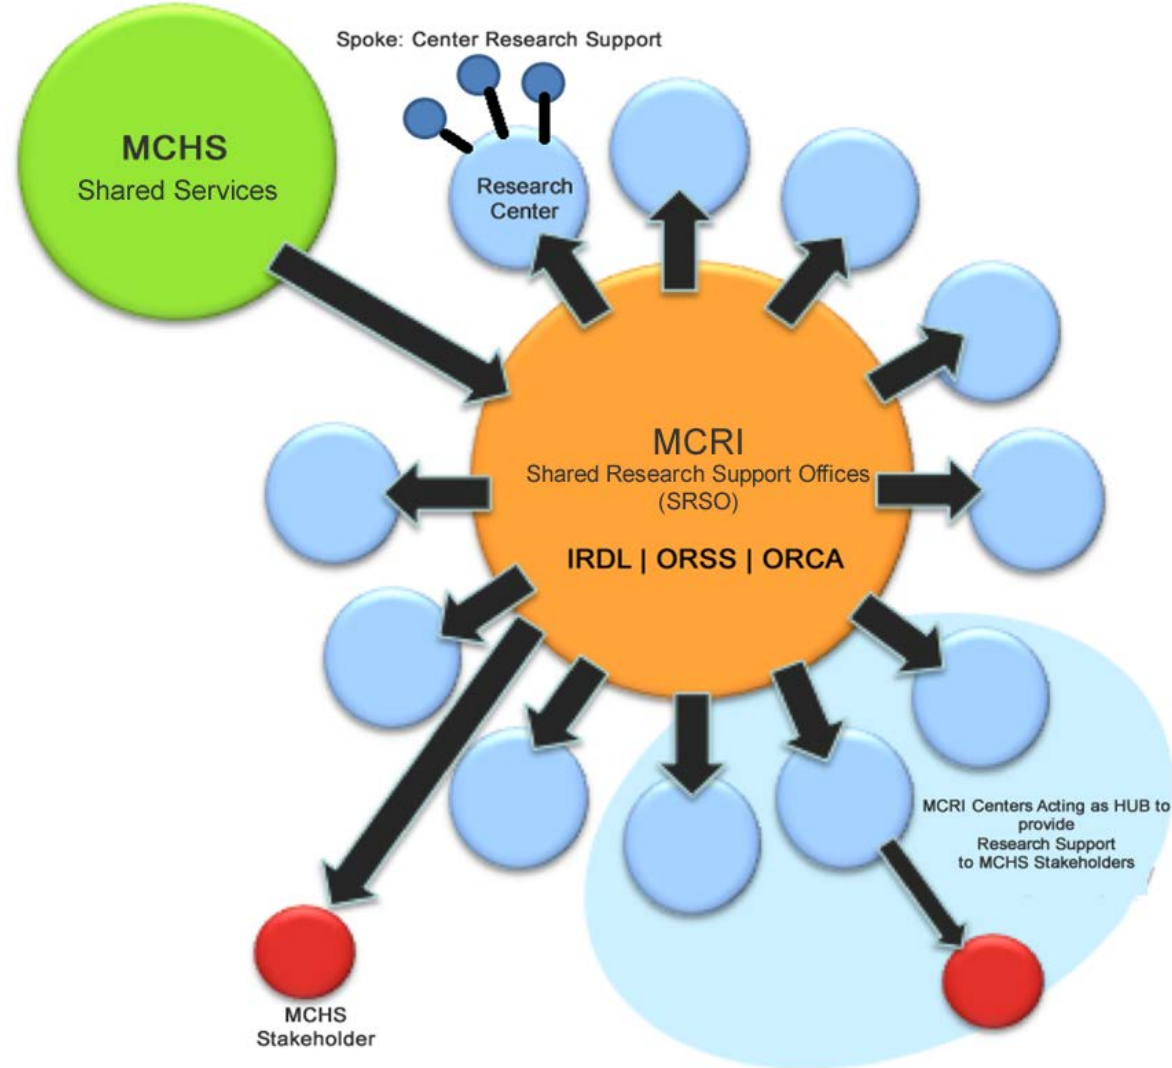 Spoke: Center Research Support
MCHS
Shared Services
Research
Center
MCRI
Shared Research Support Offices
(SRSO)
IRDL | ORSS | ORCA
MCRI Centers Acting as HUB to
provide
Research Support
to MCHS Stakeholders
MCHS
Stakeholder